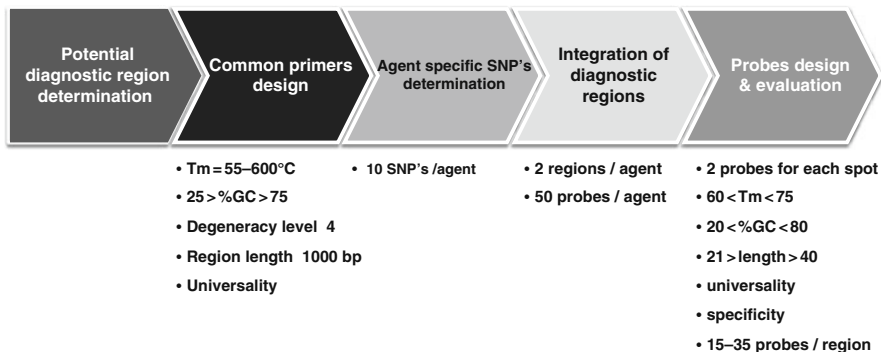 Potential
diagnostic region
determination
Common primers
design
Agent specific SNP's
determination
Integration of
diagnostic
regions
Probes design
& evaluation
• Tm=55–600°C
• 25>%GC>75
• Degeneracy level 4
• Region length 1000 bp
• Universality
• 10 SNP's /agent
• 2 regions / agent
• 50 probes / agent
• 2 probes for each spot
• 60<Tm<75
• 20<%GC<80
• 21>length>40
• universality
• specificity
• 15–35 probes / region